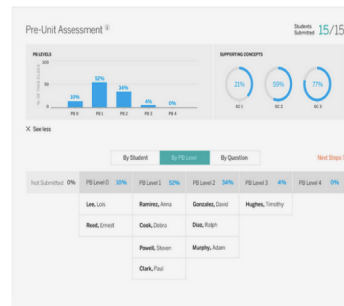 Pre-Unit Assessment
Students Submitted 15/15
PB LEVELS
SUPPORTING CONCEPTS
% OF THIS CLASS
100
50
0
10%
52%
34%
4%
0%
PB 0
PB 1
PB 2
PB 3
PB 4
21%
59%
77%
SC 1
SC 2
SC 3
X See less
By Student
By PB Level
By Question
Next Steps
Not Submitted 0%
PB Level 0 10%
PB Level 1 52%
PB Level 2 34%
PB Level 3 4%
PB Level 4 0%
Lee, Lois
Ramirez, Anna
Gonzalez, David
Hughes, Timothy
Reed, Ernest
Cook, Debra
Diaz, Ralph
Powell, Steven
Murphy, Adam
Clark, Paul